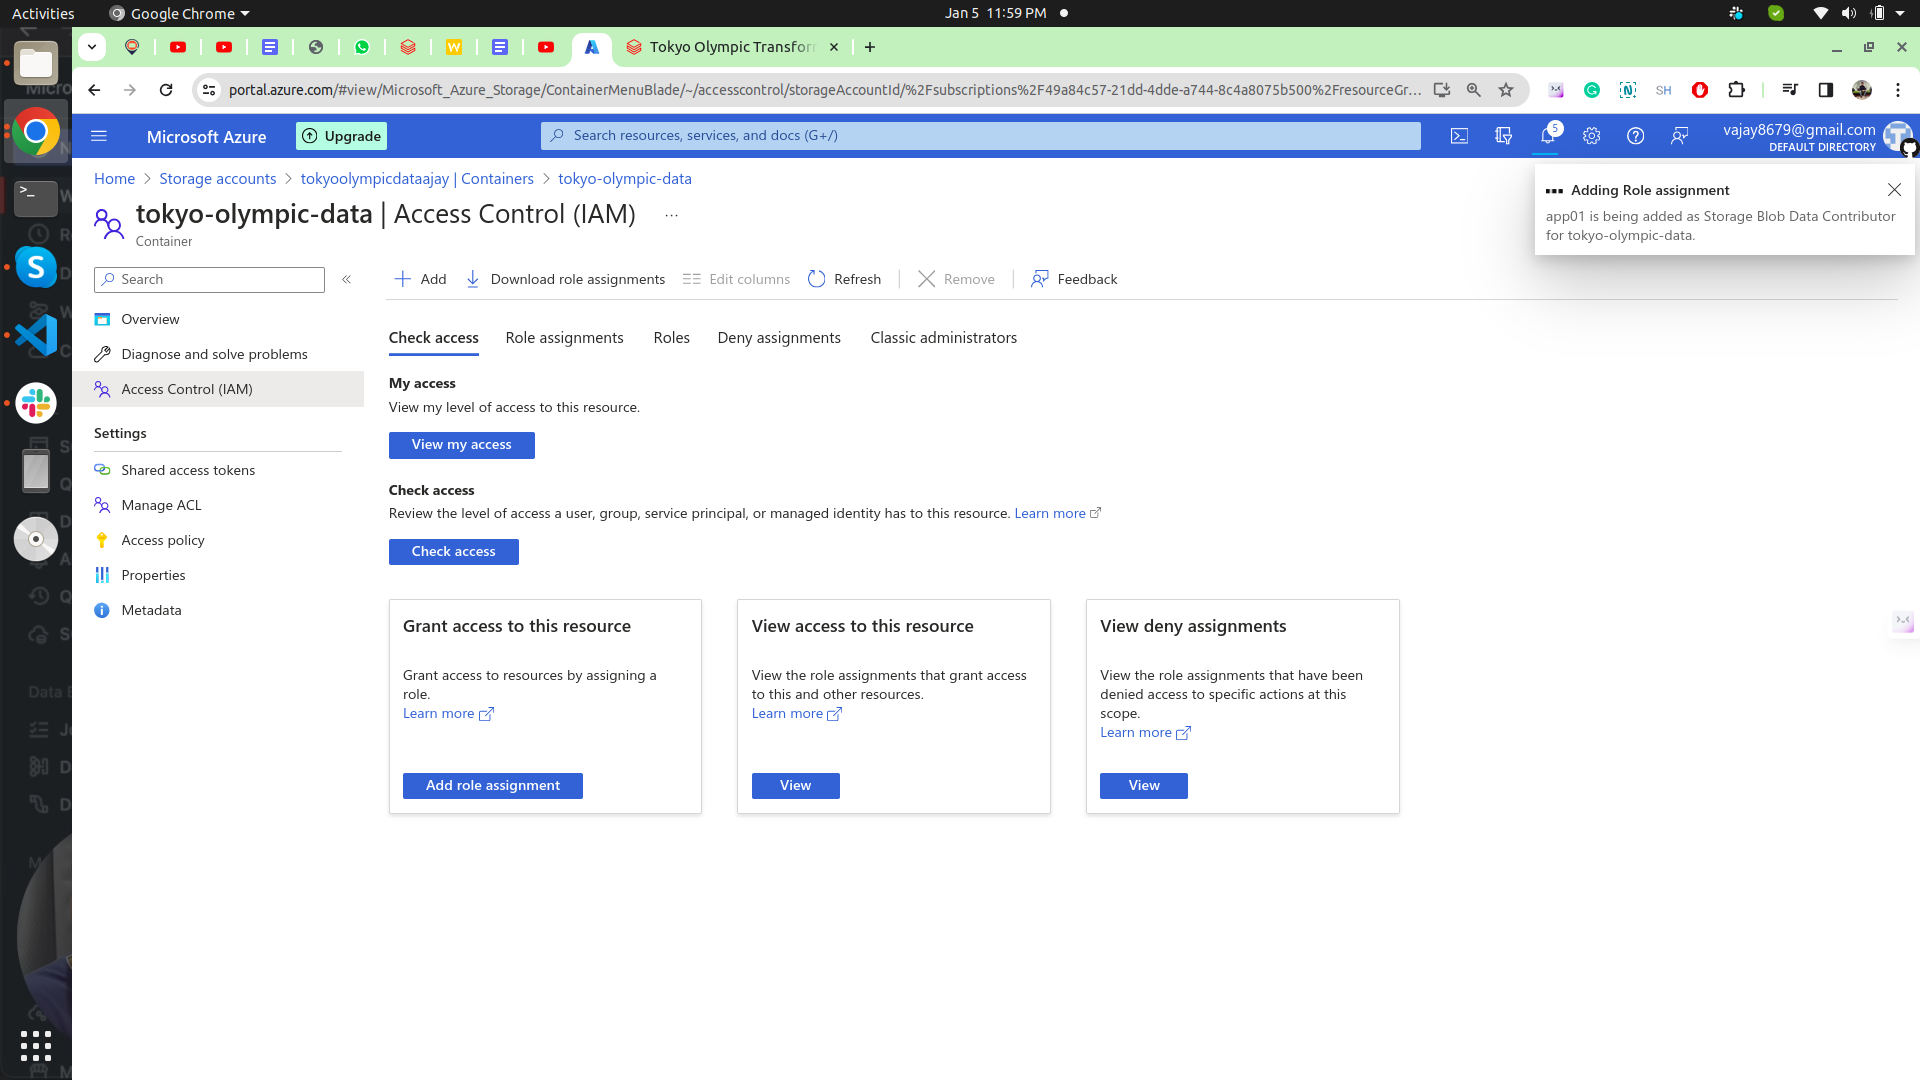 Activities
Google Chrome
Jan 5 11:59 PM
Tokyo Olympic Transfor
portal.azure.com/#view/Microsoft_Azure_Storage/ContainerMenuBlade/~/accesscontrol/storageAccountId/%2Fsubscriptions%2F49a84c57-21dd-4dde-a744-8c4a8075b500%2FresourceGr...
SH
Microsoft Azure
Upgrade
Search resources, services, and docs (G+/)
5
vajay8679@gmail.com
DEFAULT DIRECTORY
Home
Storage accounts
tokyoolympicdataajay | Containers
tokyo-olympic-data
Adding Role assignment
app01 is being added as Storage Blob Data Contributor
for tokyo-olympic-data.
tokyo-olympic-data | Access Control (IAM)
...
Container
Search
Add
Download role assignments
Edit columns
Refresh
Remove
Feedback
Overview
Diagnose and solve problems
Access Control (IAM)
Settings
Shared access tokens
Manage ACL
Access policy
Properties
Metadata
Check access
Role assignments
Roles
Deny assignments
Classic administrators
My access
View my level of access to this resource.
View my access
Check access
Review the level of access a user, group, service principal, or managed identity has to this resource. Learn more
Check access
Grant access to this resource
Grant access to resources by assigning a
role.
Learn more
Add role assignment
View access to this resource
View the role assignments that grant access
to this and other resources.
Learn more
View
View deny assignments
View the role assignments that have been
denied access to specific actions at this
scope.
Learn more
View